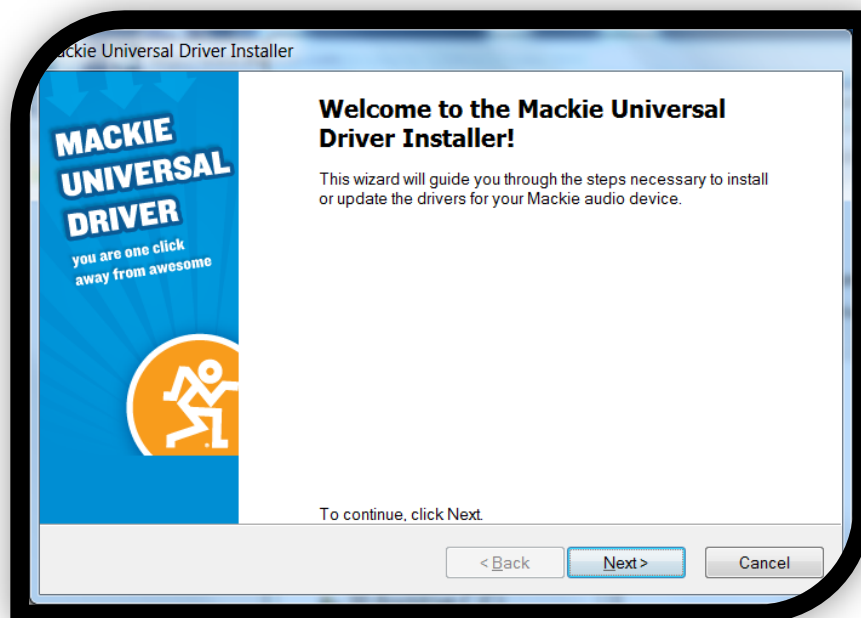 ckie Universal Driver Installer
MACKIE
UNIVERSAL
DRIVER
you are one click
away from awesome
Welcome to the Mackie Universal
Driver Installer!
This wizard will guide you through the steps necessary to install
or update the drivers for your Mackie audio device.
To continue, click Next.
< Back
Next >
Cancel